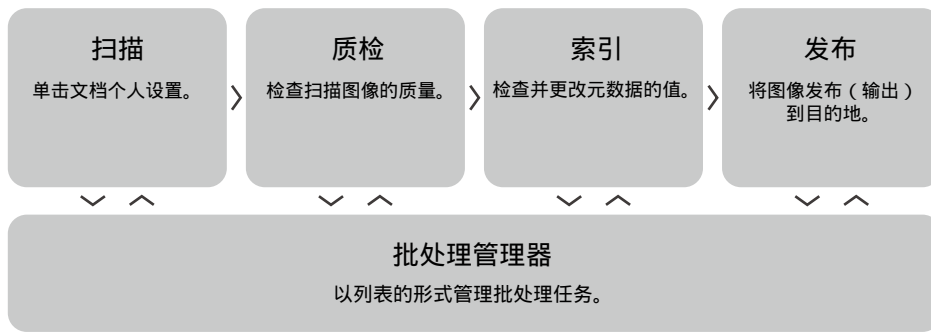 扫描
单击文档个人设置。
质检
检查扫描图像的质量。
索引
检查并更改元数据的值。
发布
将图像发布（输出）
到目的地。
批处理管理器
以列表的形式管理批处理任务。